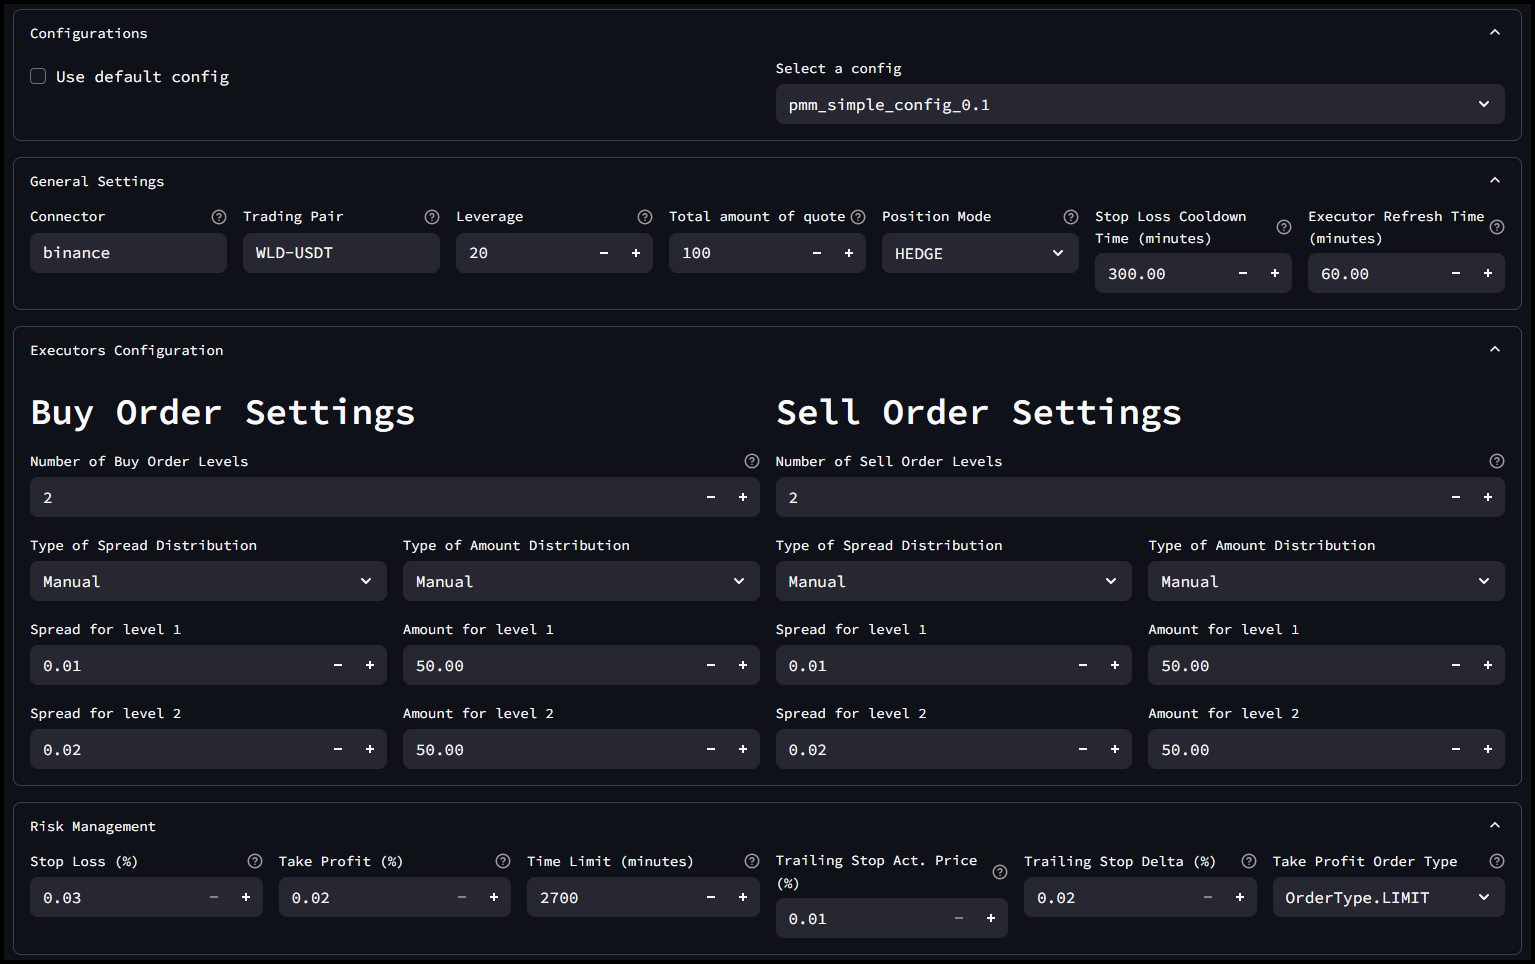 Configurations
Use default config
Select a config
pmm_simple_config_0.1
General Settings
Connector
Trading Pair
Leverage
Total amount of quote
Position Mode
Stop Loss Cooldown
Time (minutes)
Executor Refresh Time
(minutes)
binance
WLD-USDT
20
100
HEDGE
300.00
60.00
Executors Configuration
Buy Order Settings
Sell Order Settings
Number of Buy Order Levels
Number of Sell Order Levels
2
2
Type of Spread Distribution
Type of Amount Distribution
Type of Spread Distribution
Type of Amount Distribution
Manual
Manual
Manual
Manual
Spread for level 1
Amount for level 1
Spread for level 1
Amount for level 1
0.01
50.00
0.01
50.00
Spread for level 2
Amount for level 2
Spread for level 2
Amount for level 2
0.02
50.00
0.02
50.00
Risk Management
Stop Loss (%)
Take Profit (%)
Time Limit (minutes)
Trailing Stop Act. Price
(%)
Trailing Stop Delta (%)
Take Profit Order Type
0.03
0.02
2700
0.01
0.02
OrderType.LIMIT